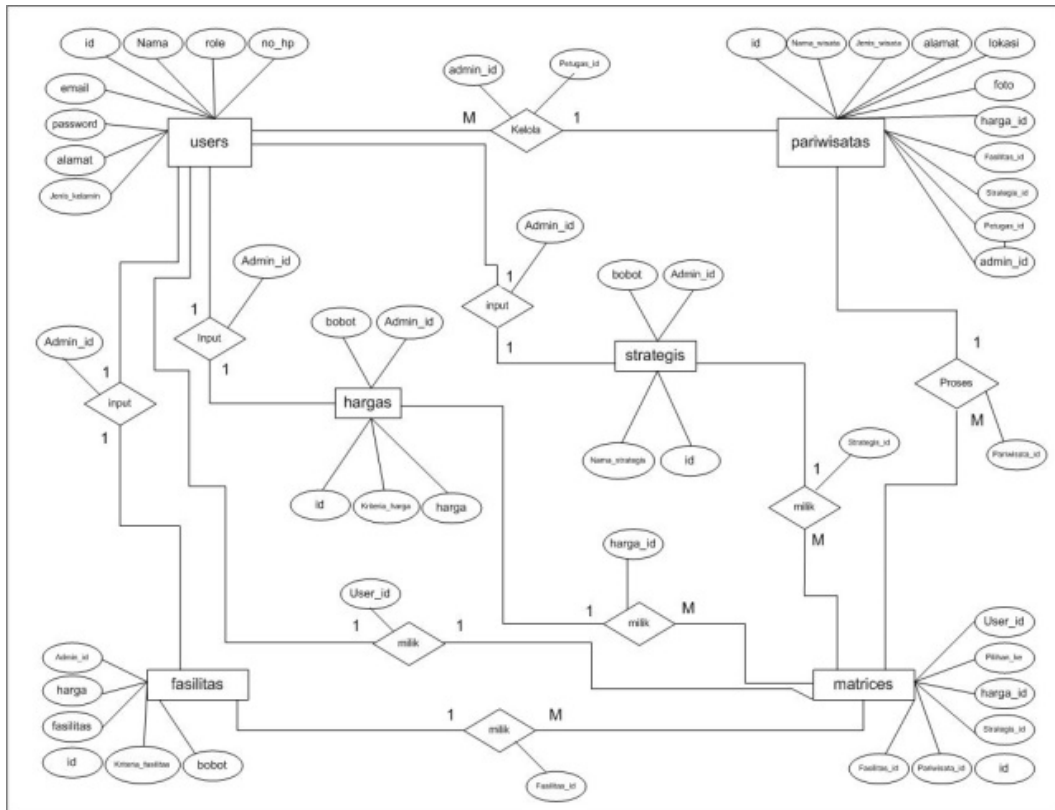 id
Nama
role
no_hp
email
password
alamat
Jenis_kelamin
users
admin_id
Petugas_id
M
Kelola
1
id
Nama_wisata
Jenis_wisata
alamat
lokasi
foto
harga_id
Fasilitas_id
Strategis_id
Petugas_id
admin_id
pariwisatas
Admin_id
1
input
1
Admin_id
1
Input
1
Admin_id
1
input
1
bobot
Admin_id
hargas
id
Kriteria_harga
harga
bobot
Admin_id
strategis
Nama_strategis
id
1
Proses
M
Pariwisata_id
Strategis_id
1
milik
M
harga_id
1
milik
M
User_id
1
milik
1
Admin_id
harga
fasilitas
id
Kriteria_fasilitas
bobot
fasilitas
1
milik
M
Fasilitas_id
matrices
User_id
Pilihan_ke
harga_id
Strategis_id
Fasilitas_id
Pariwisata_id
id